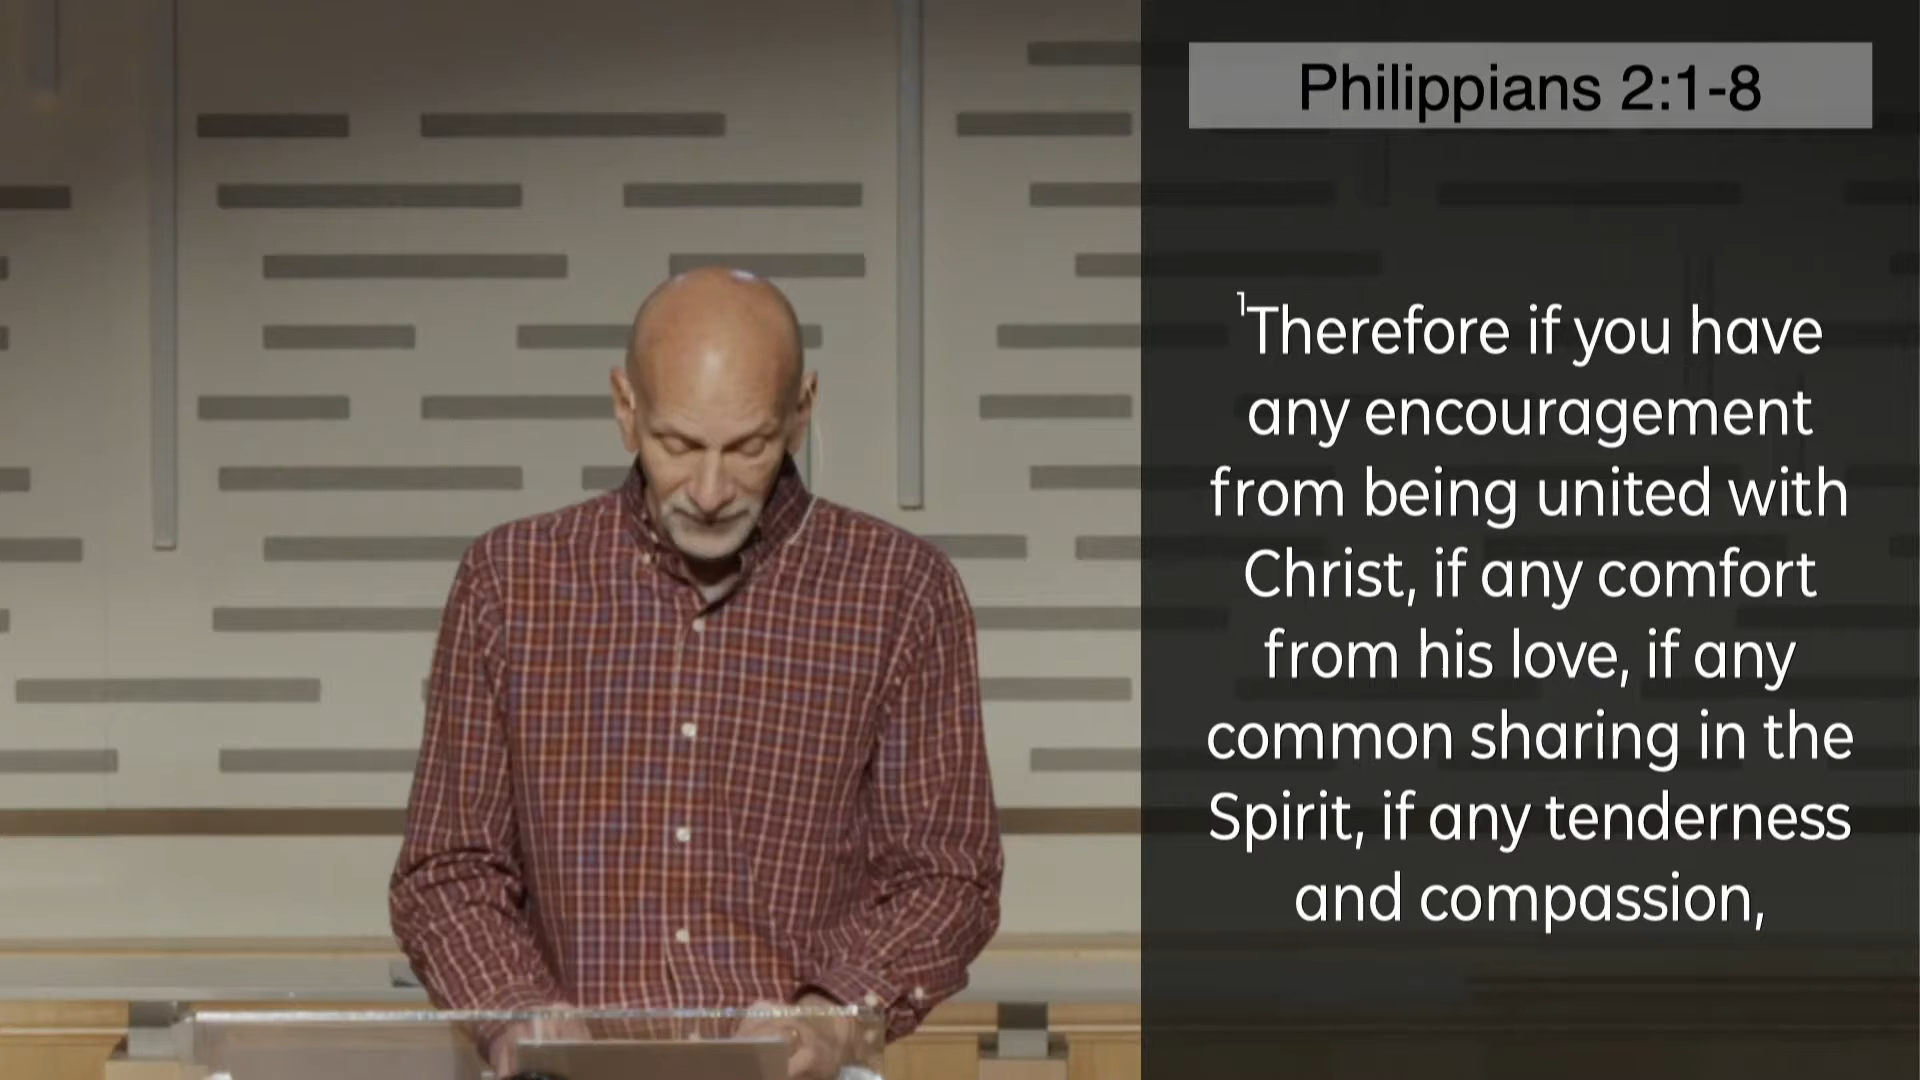 Philippians 2:1-8
¹Therefore if you have
any encouragement
from being united with
Christ, if any comfort
from his love, if any
common sharing in the
Spirit, if any tenderness
and compassion,